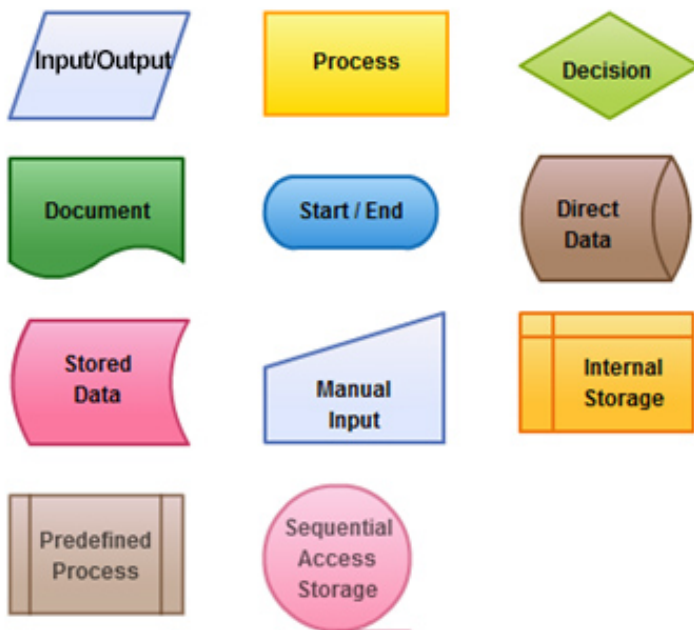 Input/Output
Process
Decision
Document
Start / End
Direct
Data
Stored
Data
Manual
Input
Internal
Storage
Predefined
Process
Sequential
Access
Storage